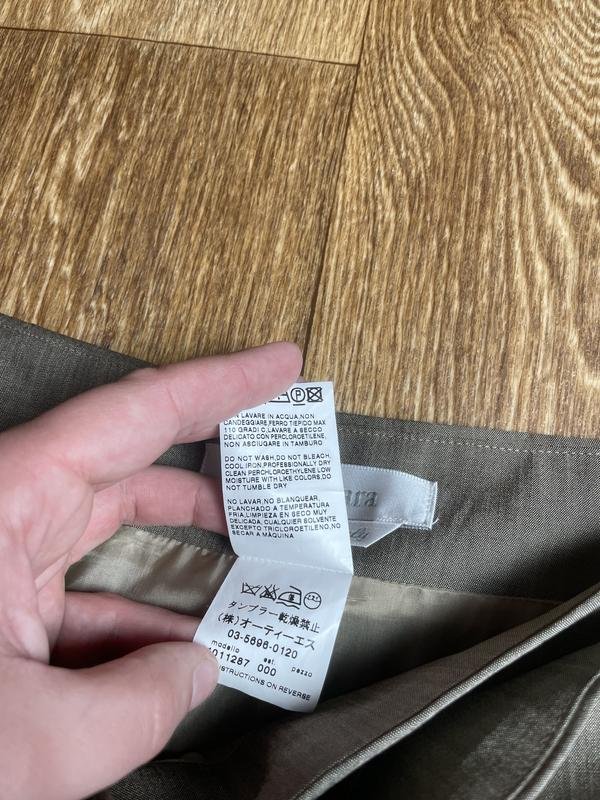 P
LAVARE IN ACQUA,NON
CANDEGGIARE,FERRO TIEPIDO MAX
110 GRADI C,LAVARE A SECCO
DELICATO CON PERCLOROETILENE,
NON ASCIUGARE IN TAMBURO
DO NOT WASH,DO NOT BLEACH,
COOL IRON,PROFESSIONALLY DRY
CLEAN PERCHLOROETHYLENE LOW
MOISTURE WITH LIKE COLORS,DO
NOT TUMBLE DRY
NO LAVAR,NO BLANQUEAR,
PLANCHADO A TEMPERATURA
FRIA,LIMPIEZA EN SECO MUY
DELICADA, CUALQUIER SOLVENTE
EXCEPTO TRICLOROETILENO,NO
SECAR A MÁQUINA
ara
タンブラー乾燥禁止
(株)オーティーエス
03-5696-0120
modello est. pezzo
011287 000
INSTRUCTIONS ON REVERSE